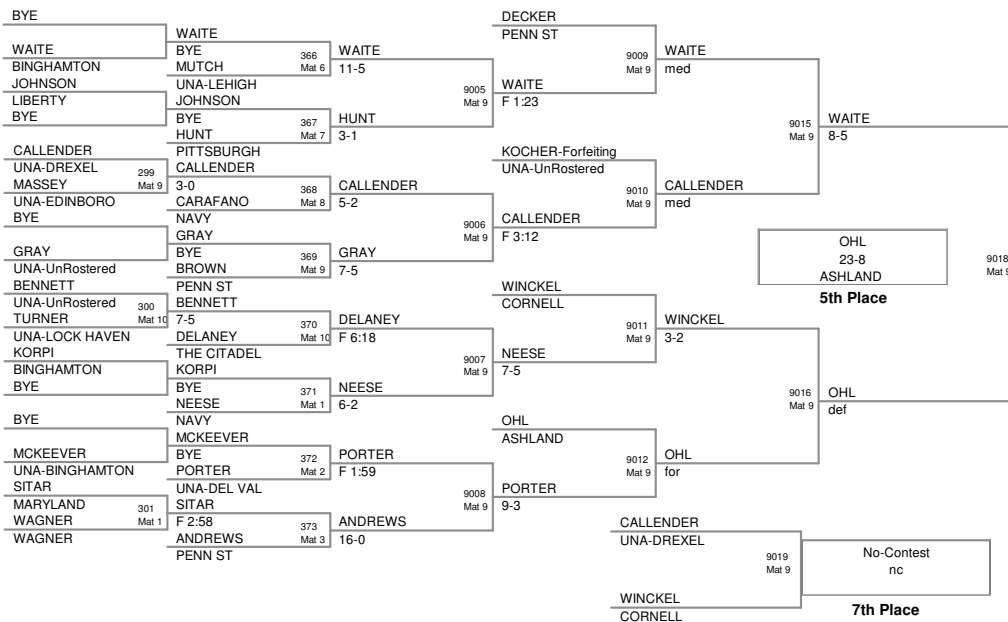 BYE
WAITE
BINGHAMTON
JOHNSON
LIBERTY
BYE
CALLENDER
UNA-DREXEL
299
Mat 9
MASSEY
UNA-EDINBORO
BYE
GRAY
UNA-UnRostered
BENNETT
UNA-UnRostered
300
Mat 10
TURNER
UNA-LOCK HAVEN
KORPI
BINGHAMTON
BYE
BYE
MCKEEVER
UNA-BINGHAMTON
SITAR
MARYLAND
301
Mat 1
WAGNER
WAGNER
WAITE
BYE
366
Mat 6
MUTCH
UNA-LEHIGH
JOHNSON
BYE
367
Mat 7
HUNT
PITTSBURGH
CALLENDER
3-0
368
Mat 8
CARAFANO
NAVY
GRAY
BYE
369
Mat 9
BROWN
PENN ST
BENNETT
7-5
370
Mat 10
DELANEY
THE CITADEL
KORPI
BYE
371
Mat 1
NEESE
NAVY
MCKEEVER
BYE
372
Mat 2
PORTER
UNA-DEL VAL
SITAR
F 2:58
373
Mat 3
ANDREWS
PENN ST
WAITE
11-5
9005
Mat 9
HUNT
3-1
CALLENDER
5-2
9006
Mat 9
GRAY
7-5
DELANEY
F 6:18
9007
Mat 9
NEESE
6-2
PORTER
F 1:59
9008
Mat 9
ANDREWS
16-0
DECKER
PENN ST
9009
Mat 9
WAITE
F 1:23
KOCHER-Forfeiting
UNA-UnRostered
9010
Mat 9
CALLENDER
F 3:12
WINCKEL
CORNELL
9011
Mat 9
NEESE
7-5
OHL
ASHLAND
9012
Mat 9
PORTER
9-3
WAITE
med
9015
Mat 9
CALLENDER
med
WINCKEL
3-2
9016
Mat 9
OHL
for
WAITE
8-5
OHL
23-8
ASHLAND
5th Place
9018
Mat 9
OHL
def
CALLENDER
UNA-DREXEL
9019
Mat 9
WINCKEL
CORNELL
No-Contest
nc
7th Place